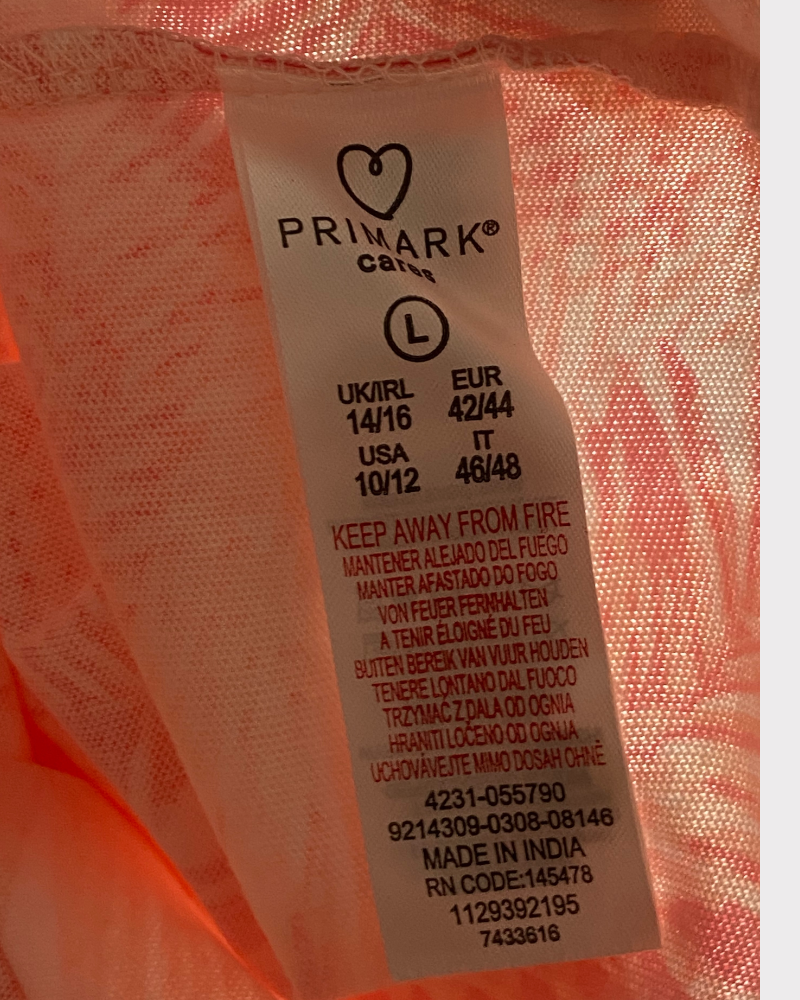 PRIMARK®
cares
L
UK/IRL EUR
14/16 42/44
USA IT
10/12 46/48
KEEP AWAY FROM FIRE
MANTENER ALEJADO DEL FUEGO
MANTER AFASTADO DO FOGO
VON FEUER FERNHALTEN
A TENIR ÉLOIGNÉ DU FEU
BUITEN BEREIK VAN VUUR HOUDEN
TENERE LONTANO DAL FUOCO
TRZYMAĆ Z DALA OD OGNIA
HRANITI LOČENO OD OGNJA
UCHOVÁVEJTE MIMO DOSAH OHNĚ
4231-055790
9214309-0308-08146
MADE IN INDIA
RN CODE:145478
1129392195
7433616